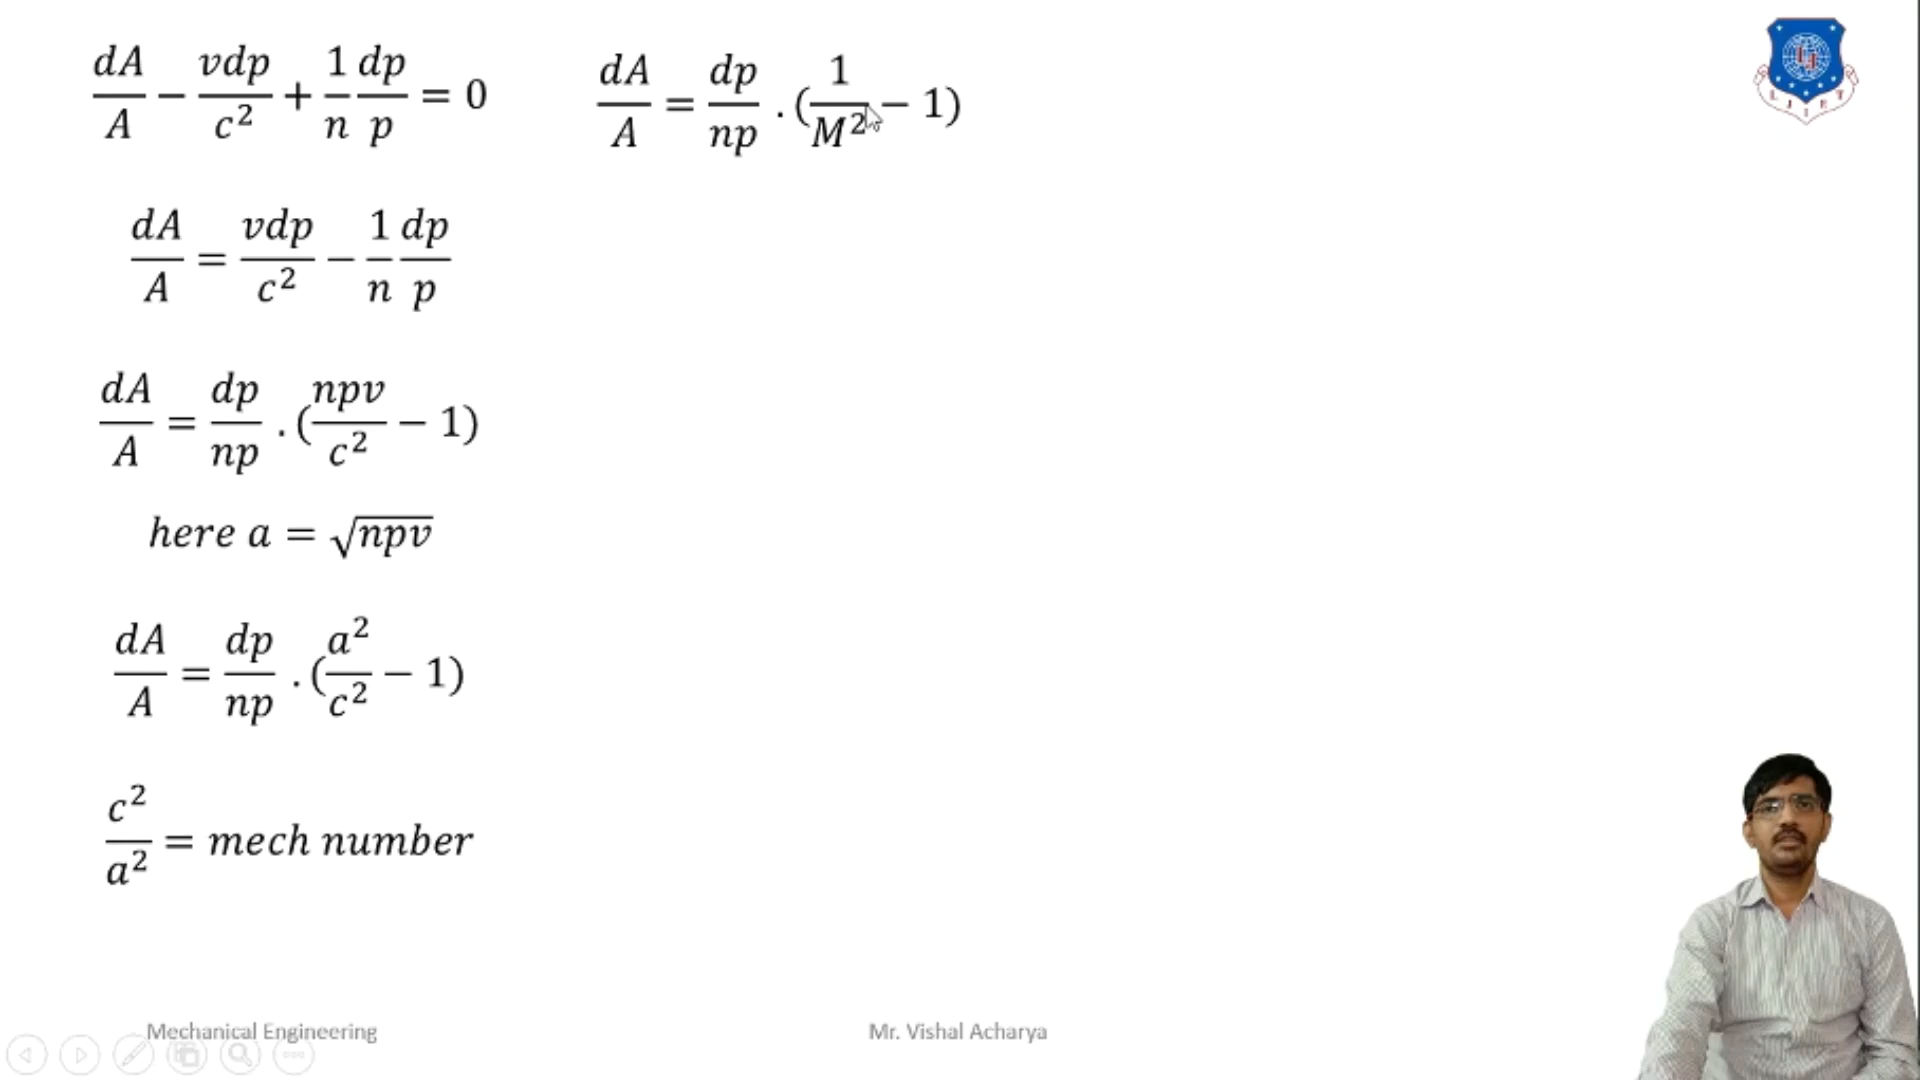 dA/A − vdp/c² + 1/n dp/p = 0
dA/A = vdp/c² − 1/n dp/p
dA/A = dp/np . (npv/c² − 1)
here a = √npv
dA/A = dp/np . (a²/c² − 1)
c²/a² = mech number
dA/A = dp/np . (1/M² − 1)
LJIET
Mechanical Engineering
Mr. Vishal Acharya